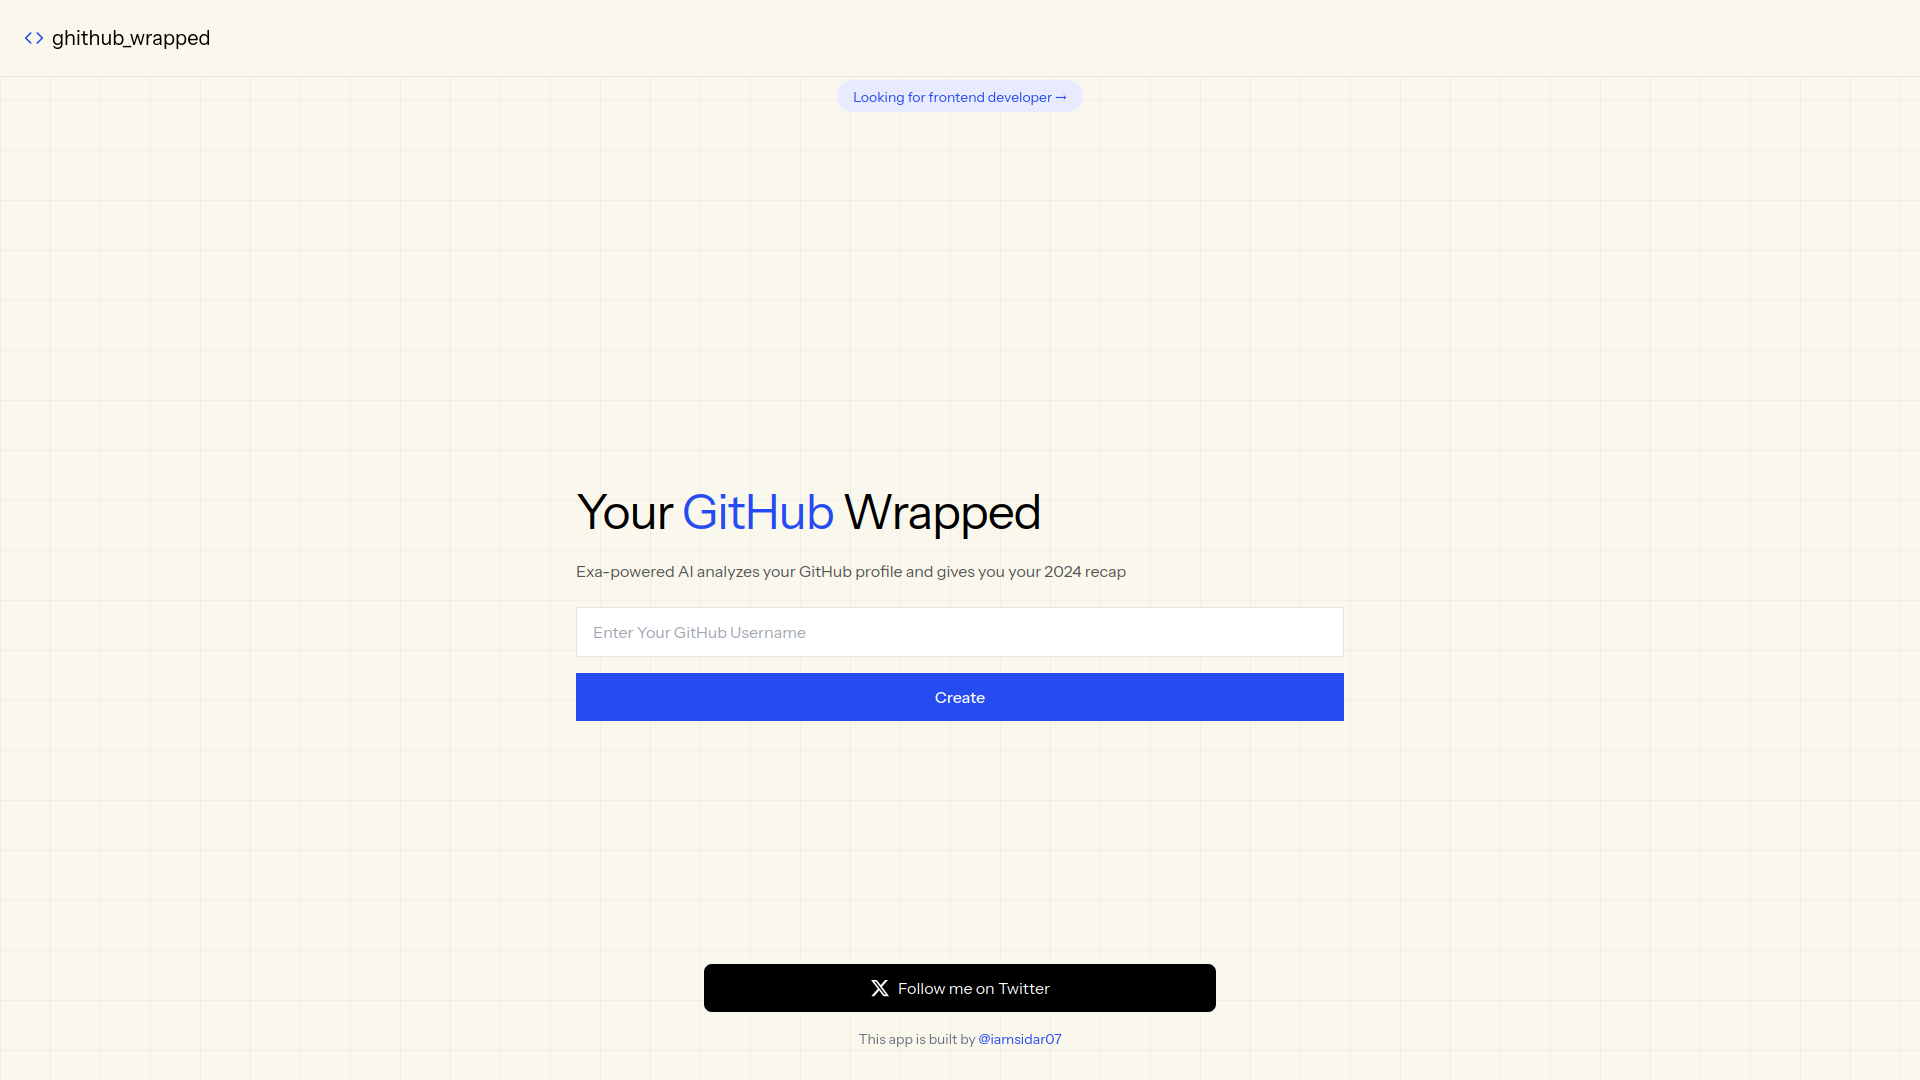 ghithub_wrapped
Looking for frontend developer →
Your GitHub Wrapped
Exa-powered AI analyzes your GitHub profile and gives you your 2024 recap
Enter Your GitHub Username
Create
Follow me on Twitter
This app is built by @iamsidar07